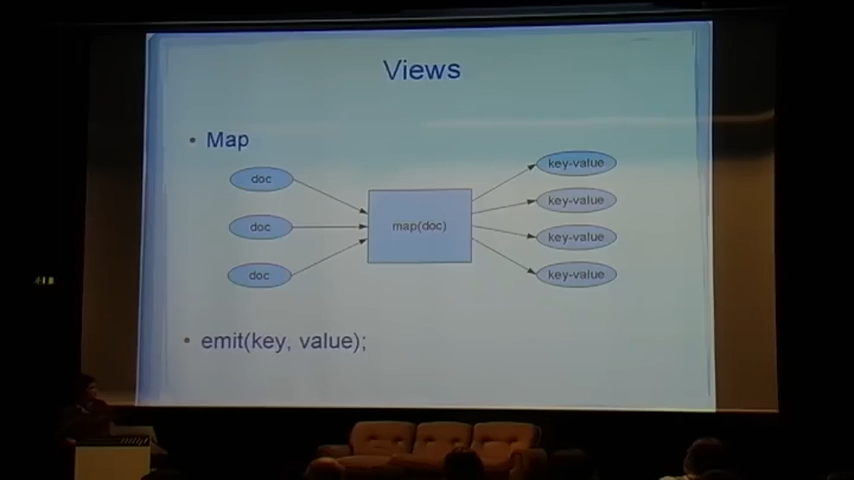 Views
• Map
doc
doc
doc
map(doc)
key-value
key-value
key-value
key-value
• emit(key, value);